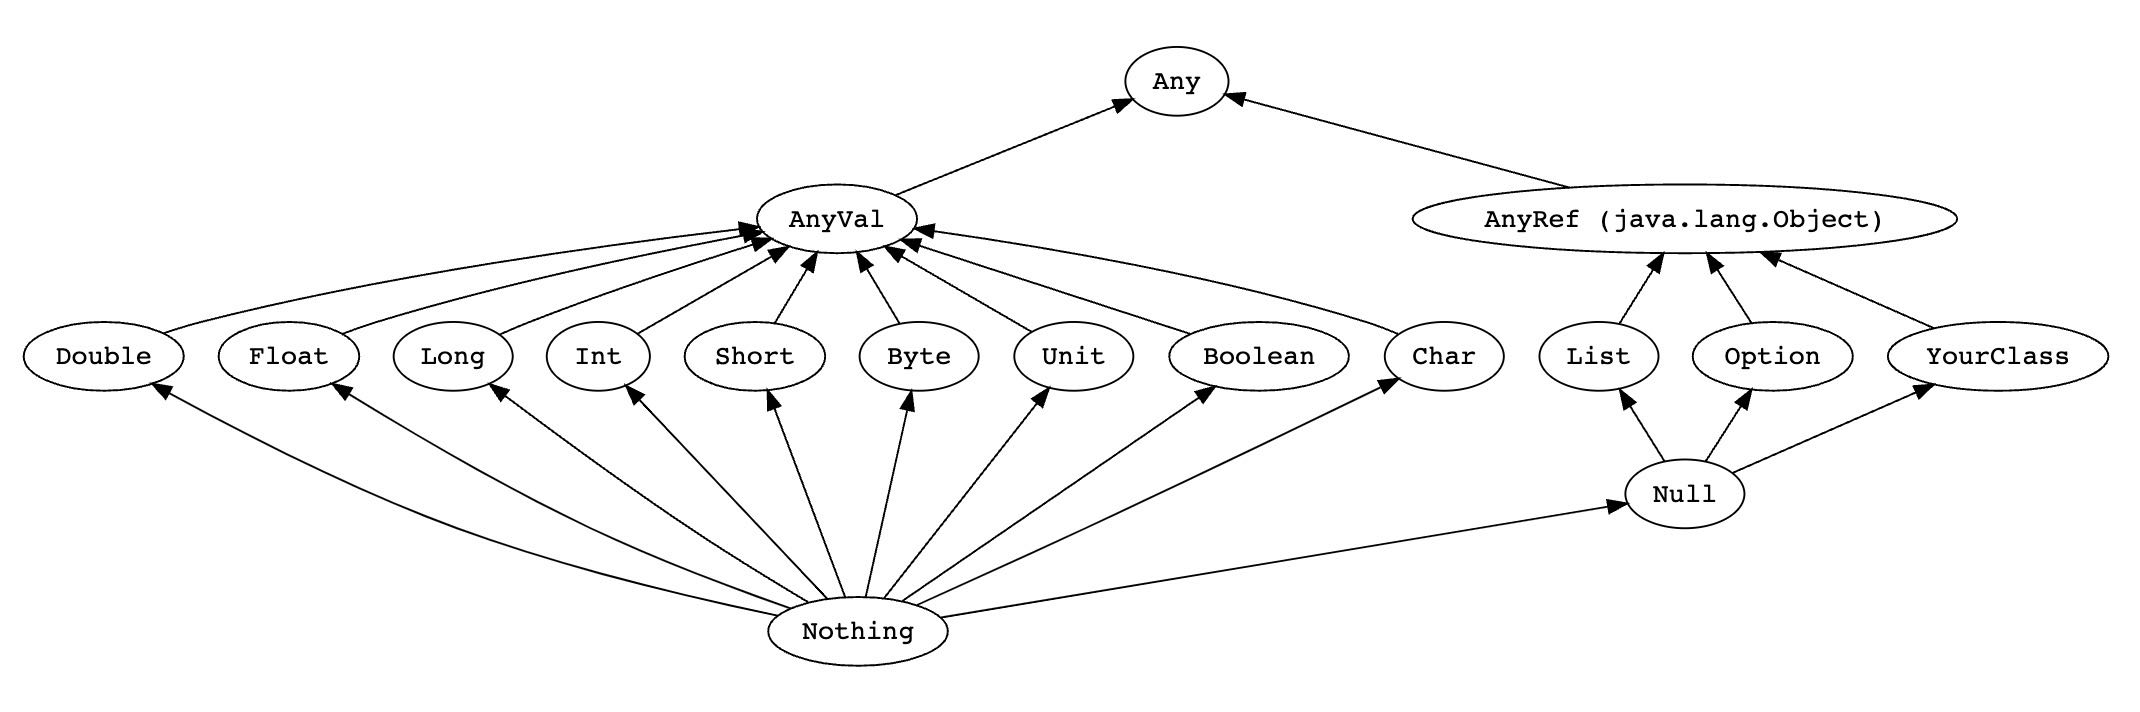 Any
AnyVal
AnyRef (java.lang.Object)
Double
Float
Long
Int
Short
Byte
Unit
Boolean
Char
List
Option
YourClass
Null
Nothing